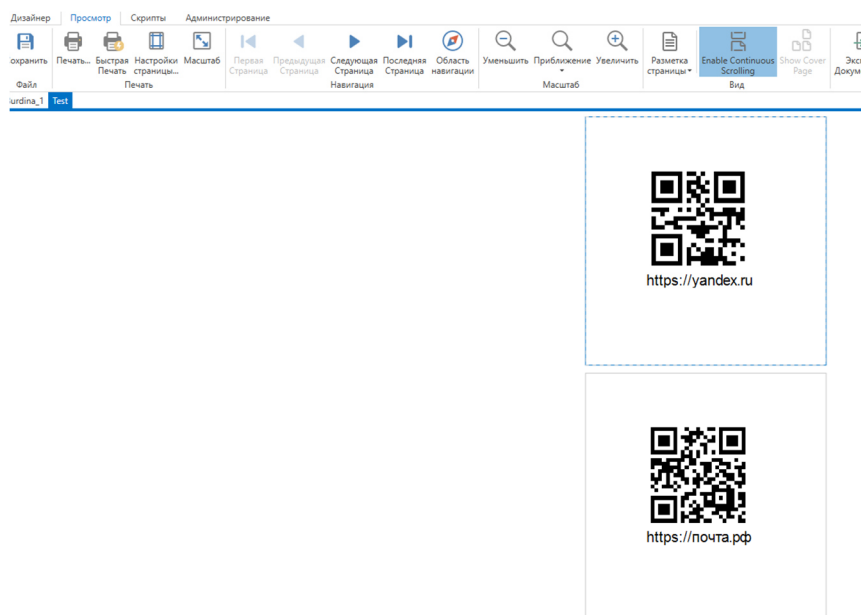 Дизайнер Просмотр Скрипты Администрирование
охранить Печать... Быстрая Печать Настройки страницы... Масштаб Первая Страница Предыдущая Страница Следующая Страница Последняя Страница Область навигации Уменьшить Приближение Увеличить Разметка страницы Enable Continuous Scrolling Show Cover Page Экс
Докум
Файл Печать Навигация Масштаб Вид
urdina_1 Test
https://yandex.ru
https://почта.рф